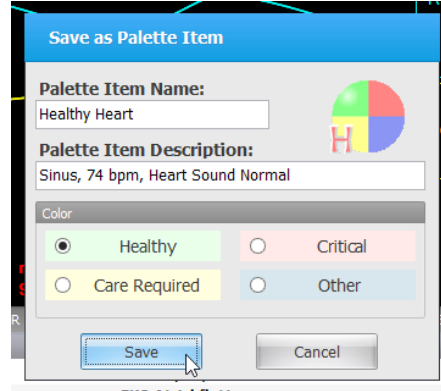 Save as Palette Item
Palette Item Name:
Healthy Heart
H
Palette Item Description:
Sinus, 74 bpm, Heart Sound Normal
Color
Healthy
Critical
Care Required
Other
R
Save
Cancel